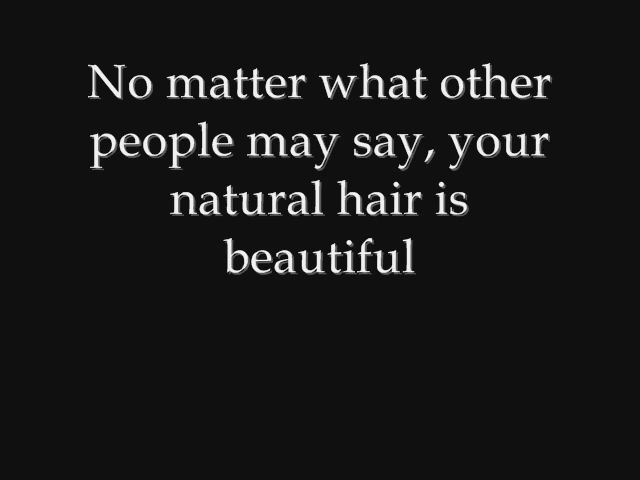 No matter what other
people may say, your
natural hair is
beautiful